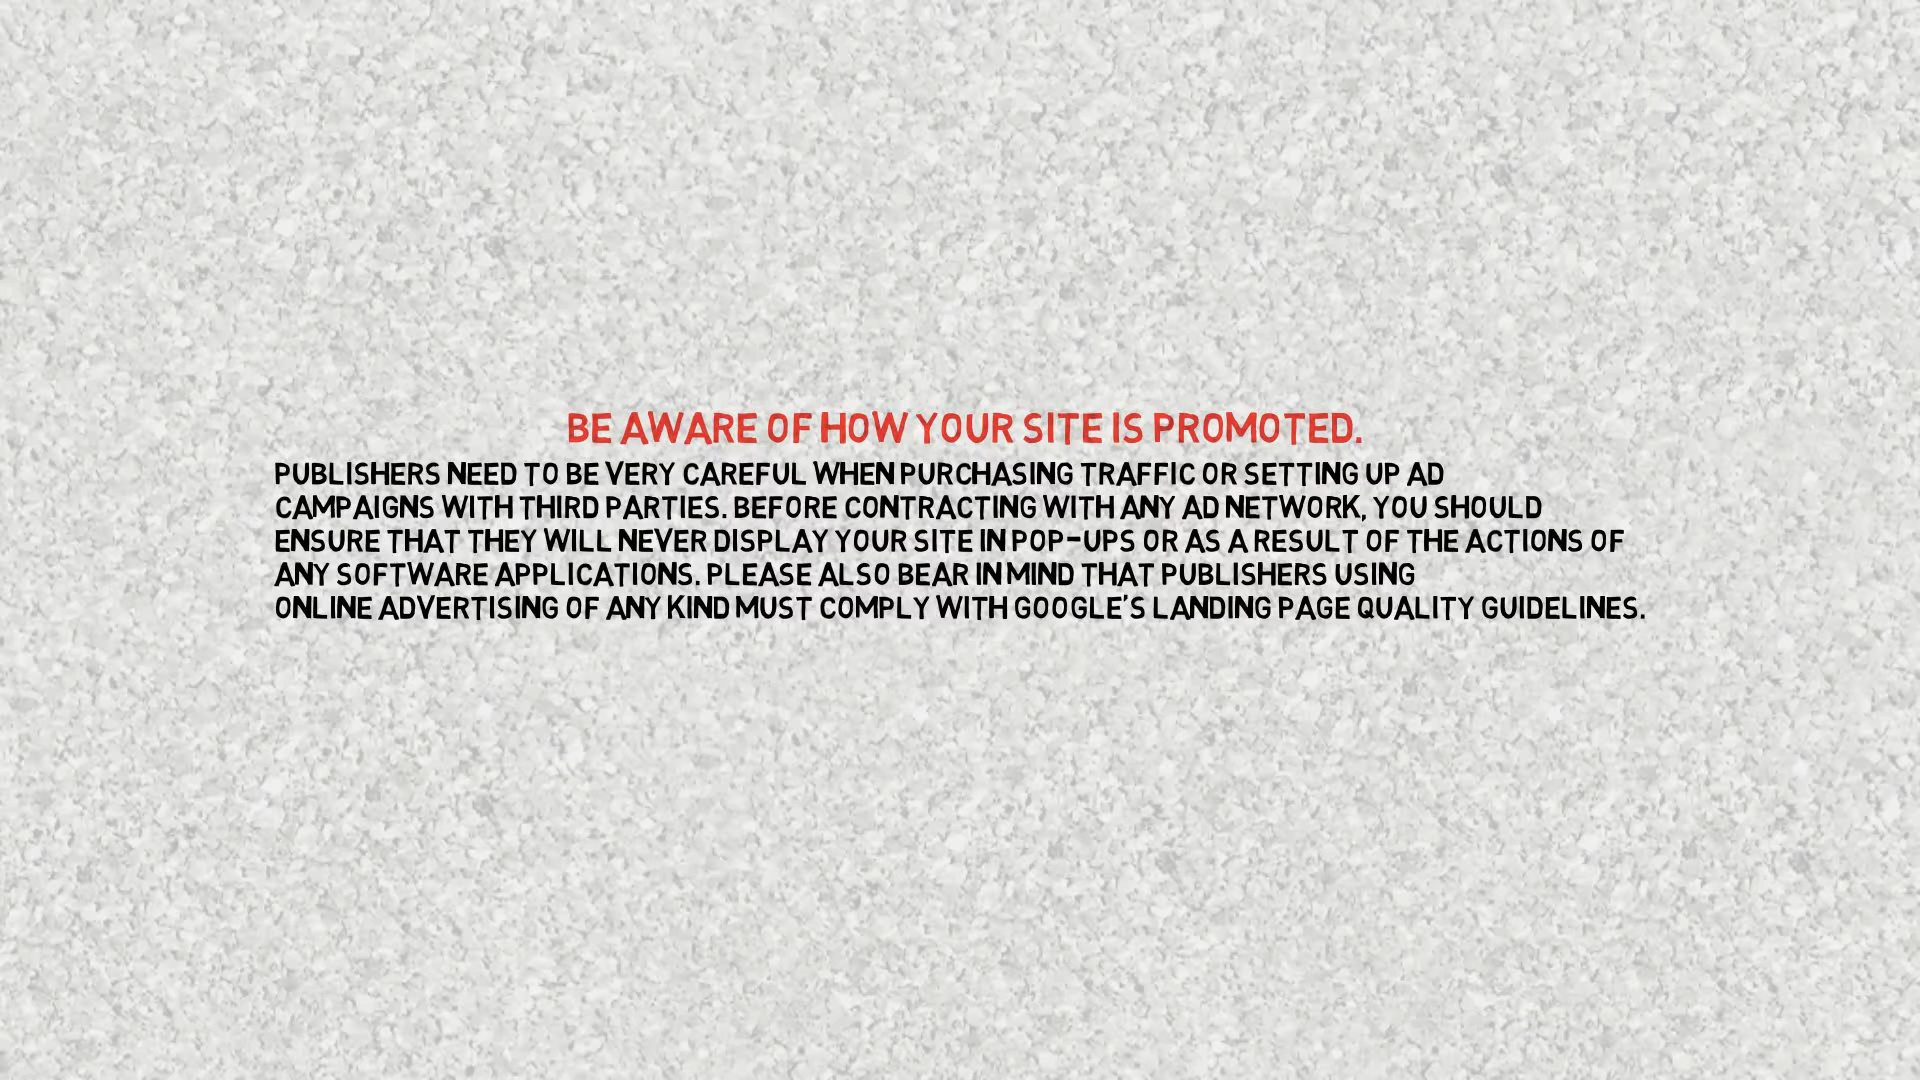 BE AWARE OF HOW YOUR SITE IS PROMOTED.
PUBLISHERS NEED TO BE VERY CAREFUL WHEN PURCHASING TRAFFIC OR SETTING UP AD
CAMPAIGNS WITH THIRD PARTIES. BEFORE CONTRACTING WITH ANY AD NETWORK, YOU SHOULD
ENSURE THAT THEY WILL NEVER DISPLAY YOUR SITE IN POP-UPS OR AS A RESULT OF THE ACTIONS OF
ANY SOFTWARE APPLICATIONS. PLEASE ALSO BEAR IN MIND THAT PUBLISHERS USING
ONLINE ADVERTISING OF ANY KIND MUST COMPLY WITH GOOGLE'S LANDING PAGE QUALITY GUIDELINES.